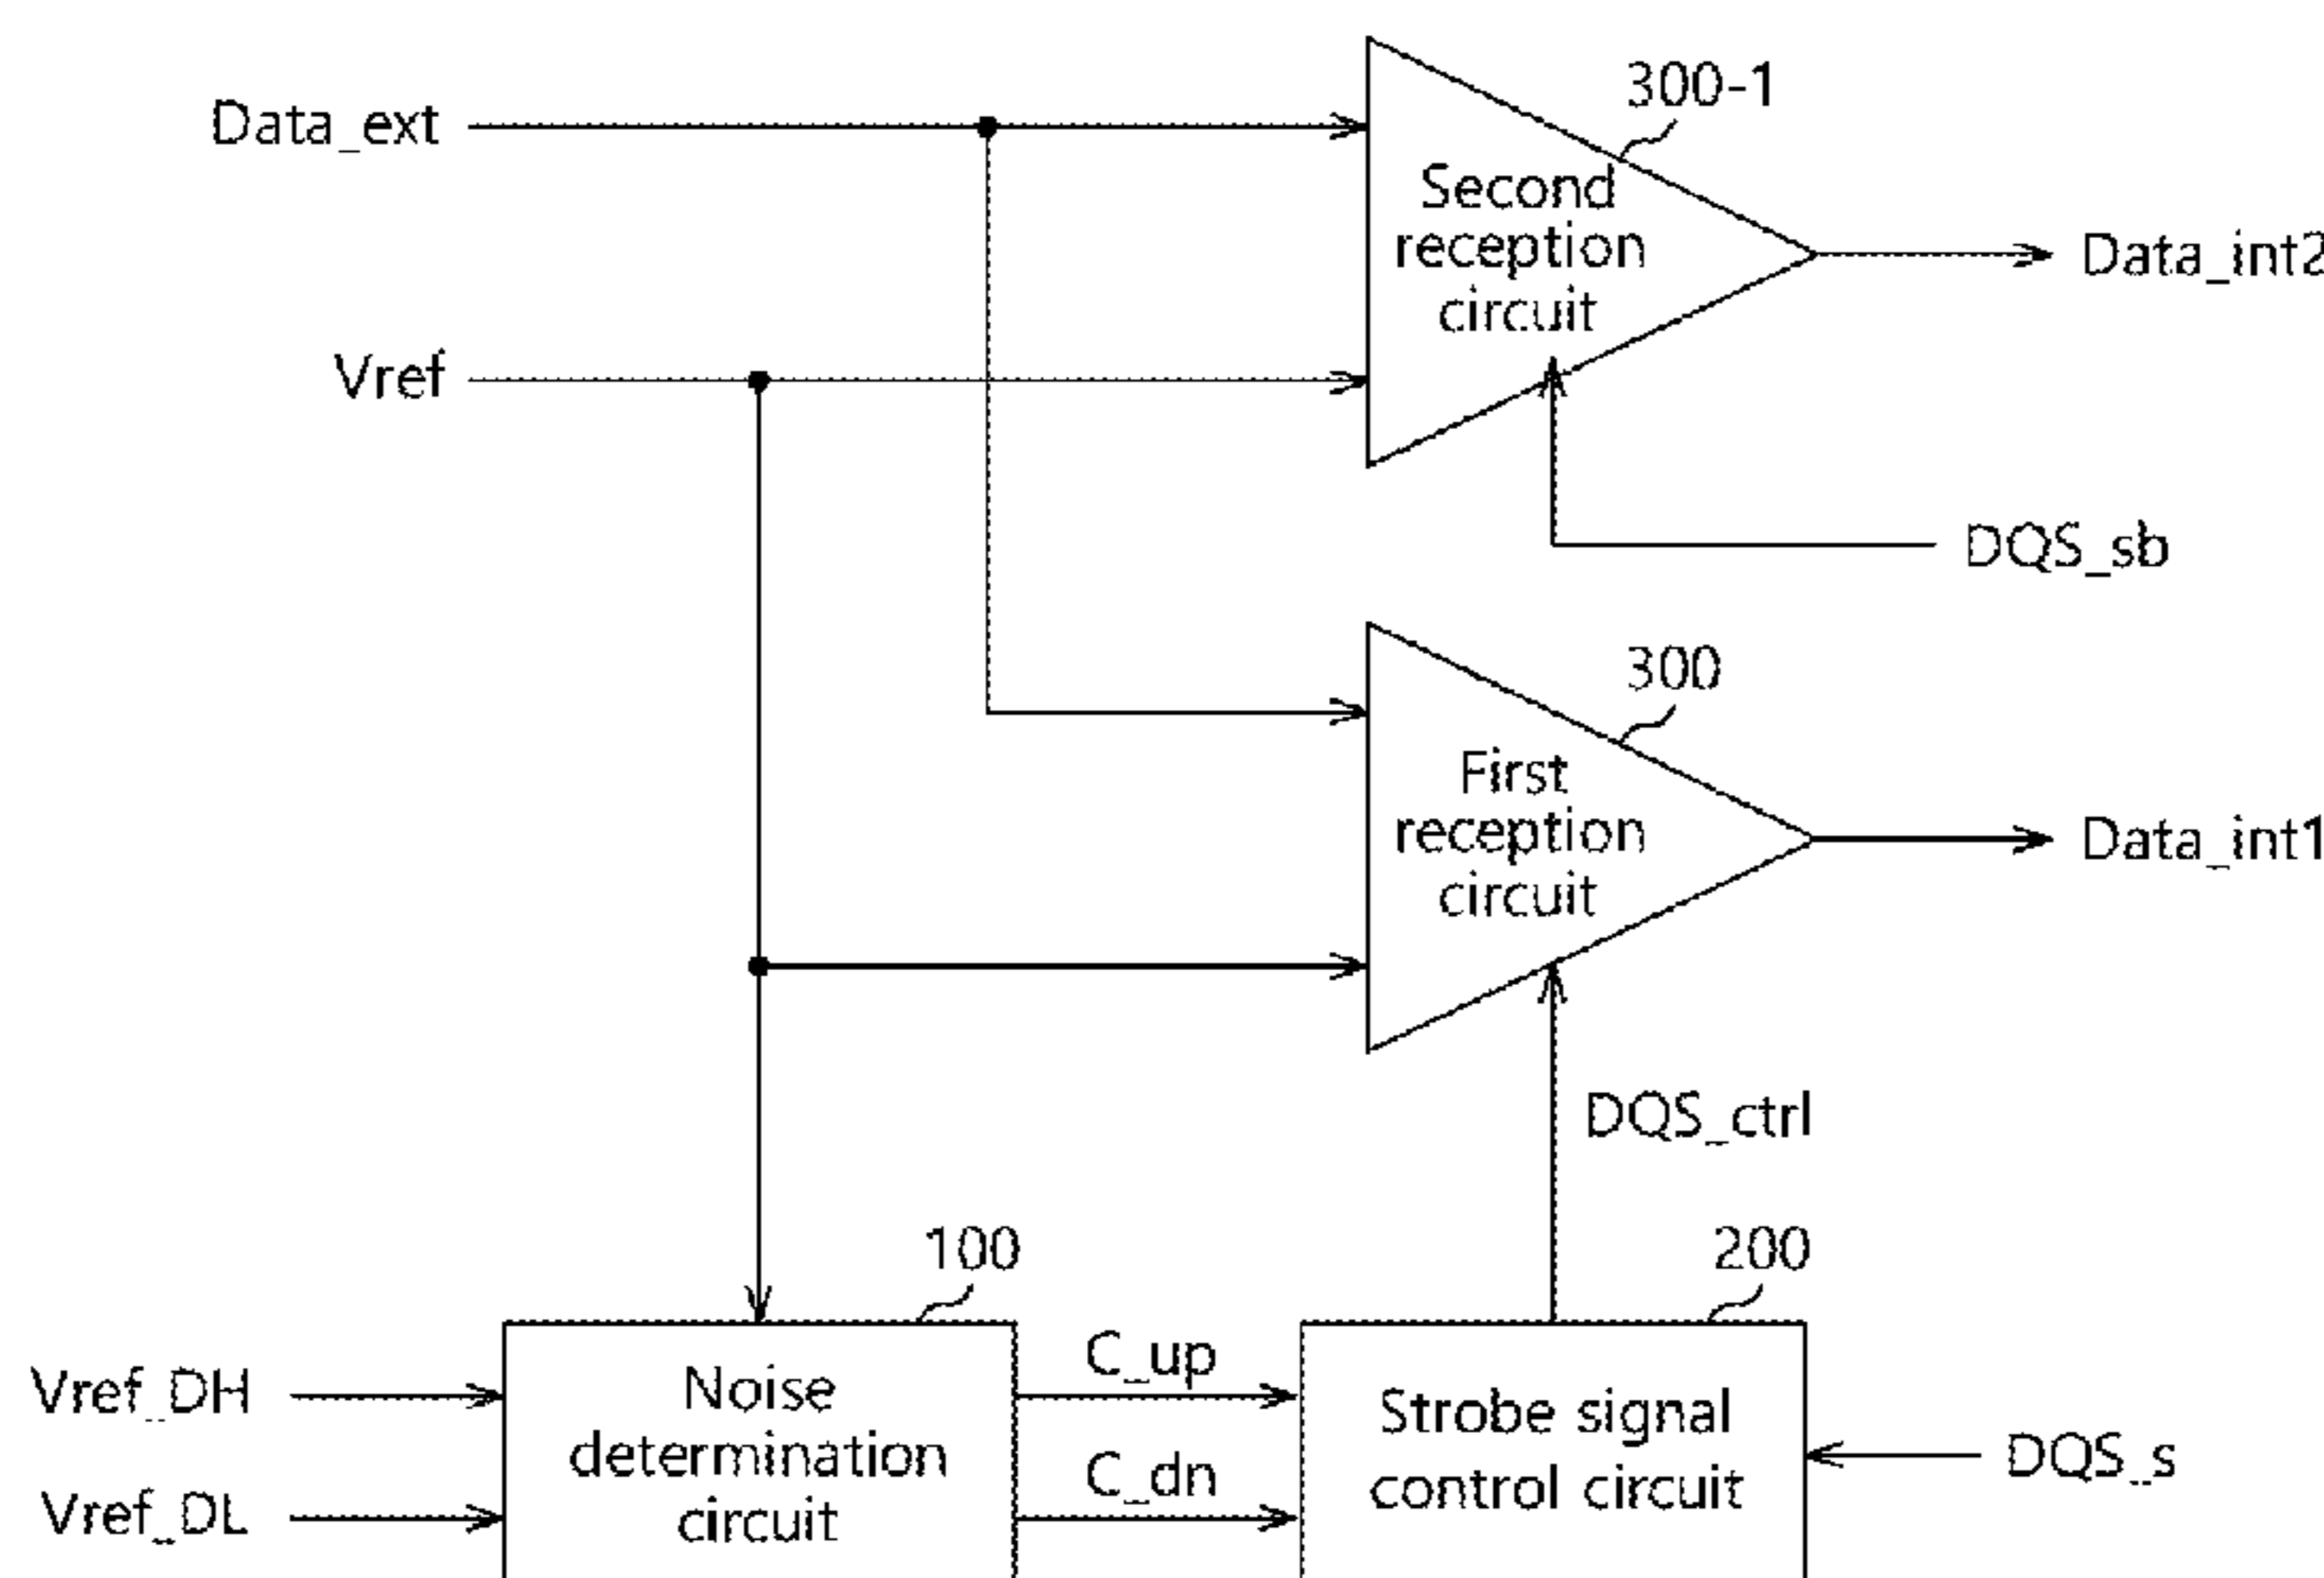 300-1
Data_ext
Second
reception
circuit
Data_int2
Vref
DQS_sb
300
First
reception
circuit
Data_int1
DQS_ctrl
100
200
Vref_DH
Noise
determination
circuit
C_up
Strobe signal
control circuit
C_dn
DQS_s
Vref_DL